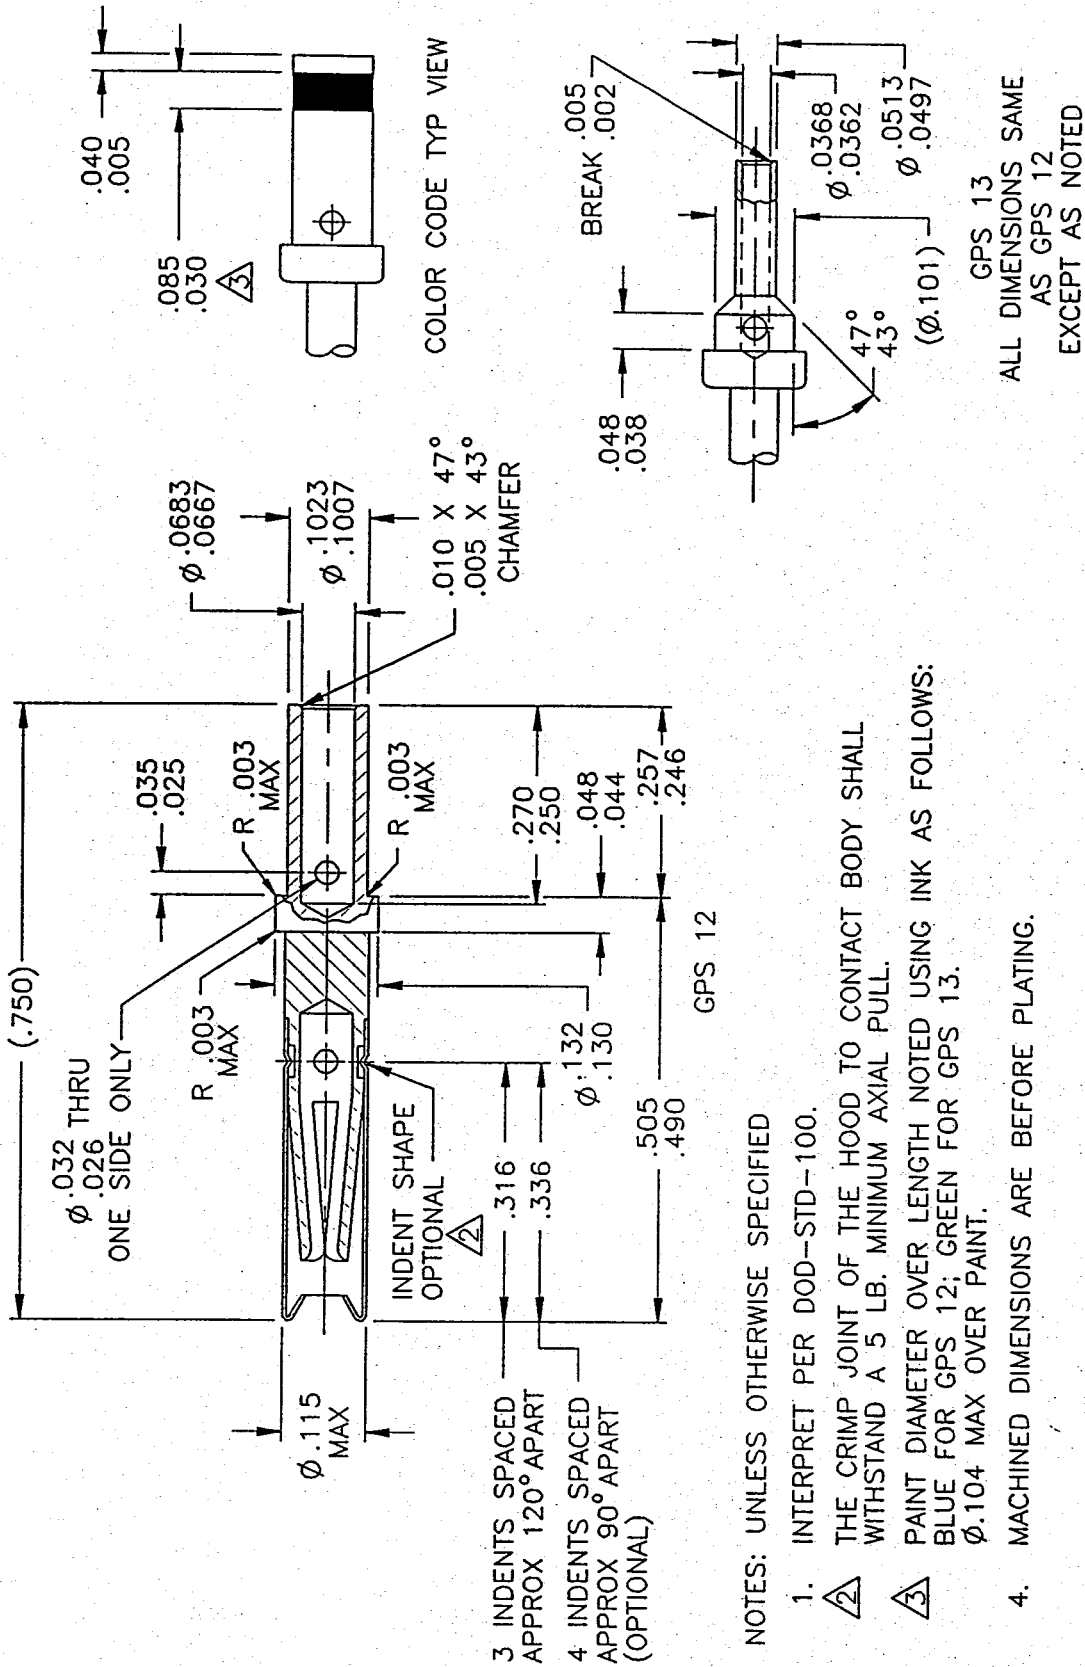 (.750)
Ø .032 THRU
.026
ONE SIDE ONLY
.035
.025
R .003
MAX
R .003
MAX
R .003
MAX
Ø .0683
.0667
Ø .1023
.1007
.010 X 47°
.005 X 43°
CHAMFER
Ø .115
MAX
INDENT SHAPE
OPTIONAL
2
.316
.336
Ø .132
.130
.270
.250
.048
.044
.257
.246
.505
.490
3 INDENTS SPACED
APPROX 120° APART
4 INDENTS SPACED
APPROX 90° APART
(OPTIONAL)
GPS 12
.040
.005
.085
.030
3
COLOR CODE TYP VIEW
BREAK .005
.002
.048
.038
47°
43°
Ø .0368
.0362
Ø .0513
.0497
(Ø.101)
GPS 13
ALL DIMENSIONS SAME
AS GPS 12
EXCEPT AS NOTED
NOTES: UNLESS OTHERWISE SPECIFIED
1. INTERPRET PER DOD-STD-100.
2 THE CRIMP JOINT OF THE HOOD TO CONTACT BODY SHALL
WITHSTAND A 5 LB. MINIMUM AXIAL PULL.
3 PAINT DIAMETER OVER LENGTH NOTED USING INK AS FOLLOWS:
BLUE FOR GPS 12; GREEN FOR GPS 13.
Ø.104 MAX OVER PAINT.
4. MACHINED DIMENSIONS ARE BEFORE PLATING.